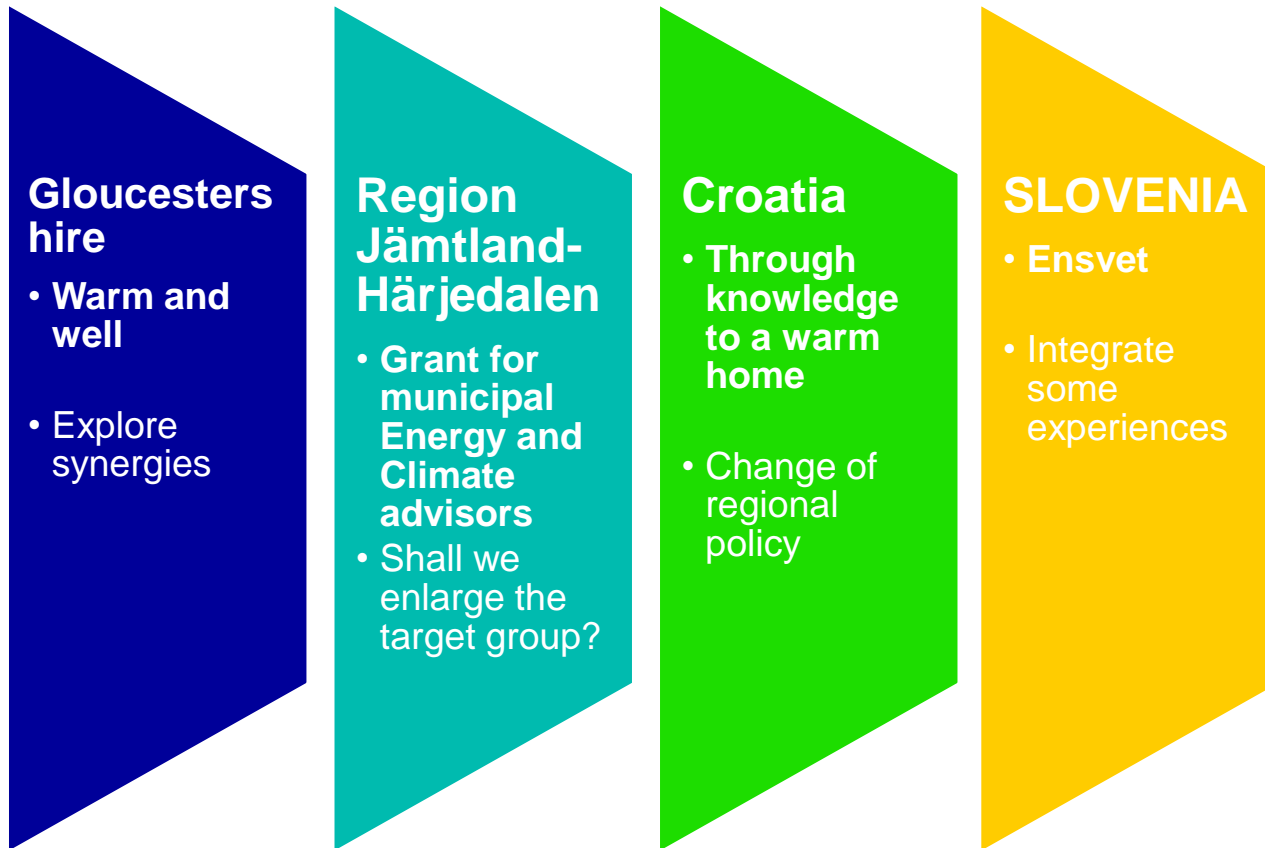 Gloucesters
hire
• Warm and
well
• Explore
synergies
Region
Jämtland-
Härjedalen
• Grant for
municipal
Energy and
Climate
advisors
• Shall we
enlarge the
target group?
Croatia
• Through
knowledge
to a warm
home
• Change of
regional
policy
SLOVENIA
• Ensvet
• Integrate
some
experiences